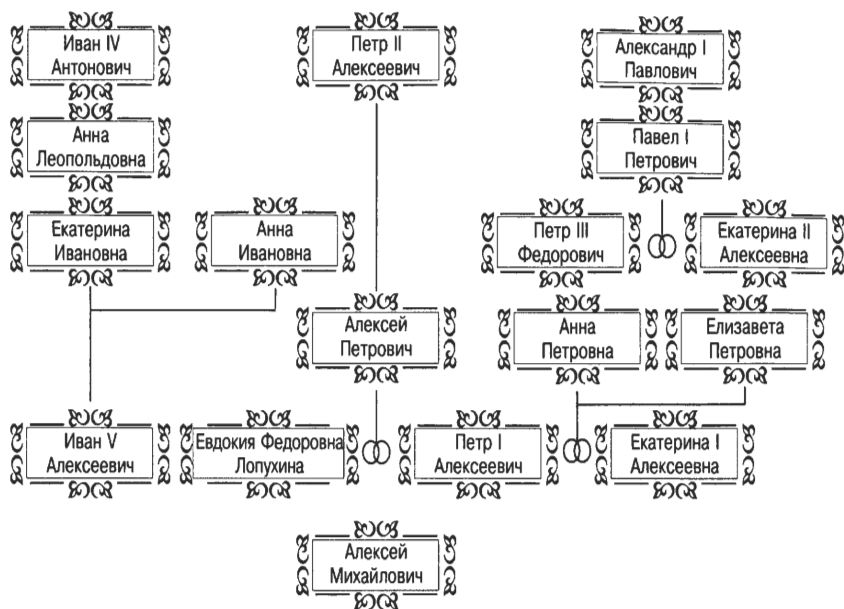 Иван IV
Антонович
Петр II
Алексеевич
Александр I
Павлович
Анна
Леопольдовна
Павел I
Петрович
Екатерина
Ивановна
Анна
Ивановна
Петр III
Федорович
Екатерина II
Алексеевна
Алексей
Петрович
Анна
Петровна
Елизавета
Петровна
Иван V
Алексеевич
Евдокия Федоровна
Лопухина
Петр I
Алексеевич
Екатерина I
Алексеевна
Алексей
Михайлович